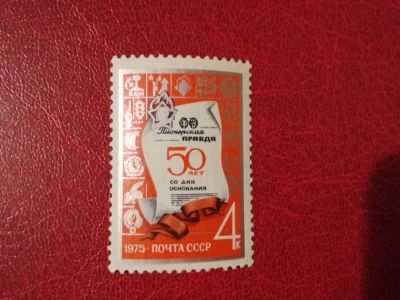 Пионерская
ПРАВДА
50
ЛЕТ
СО ДНЯ
ОСНОВАНИЯ
4к
1975 · ПОЧТА СССР